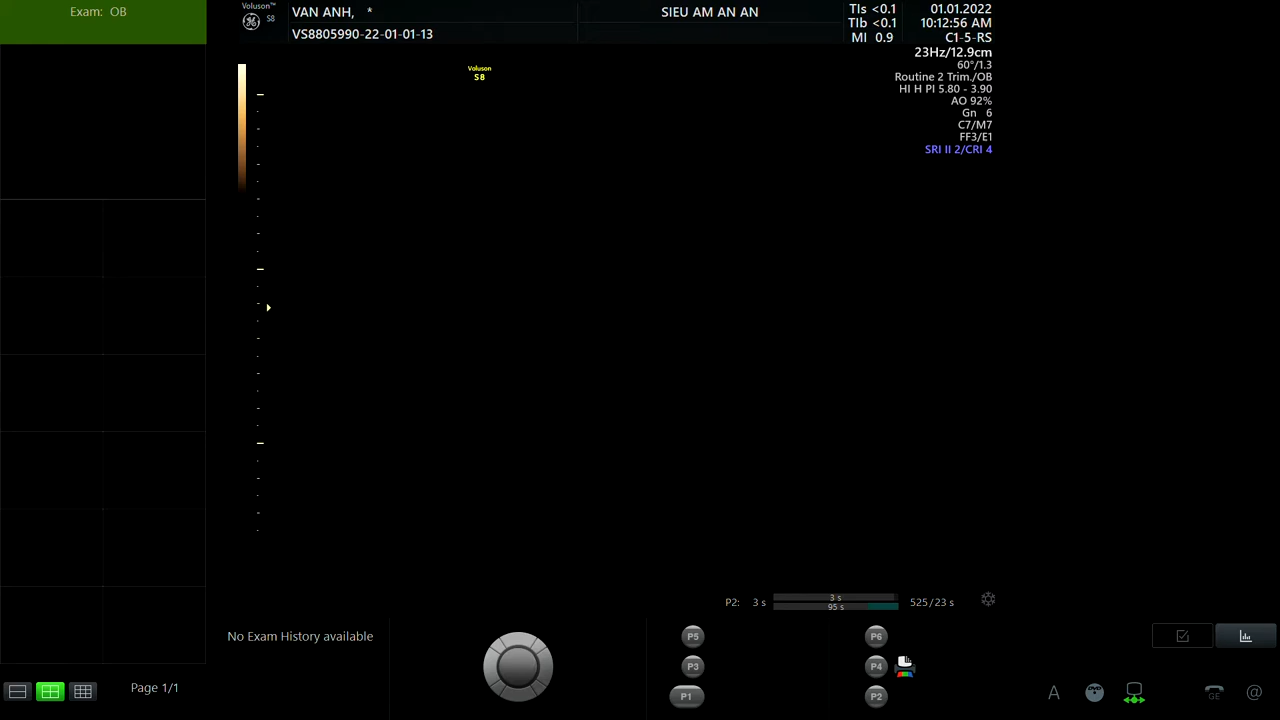 Exam: OB
Voluson™
S8
VAN ANH, *
VS8805990-22-01-01-13
SIEU AM AN AN
TIs <0.1
TIb <0.1
MI 0.9
01.01.2022
10:12:56 AM
C1-5-RS
23Hz/12.9cm
60°/1.3
Routine 2 Trim./OB
HI H PI 5.80 - 3.90
AO 92%
Gn 6
C7/M7
FF3/E1
SRI II 2/CRI 4
Voluson
S8
P2: 3 s
3 s
95 s
525/23 s
No Exam History available
P5
P6
P3
P4
P1
P2
Page 1/1
A
DVD
GE
@